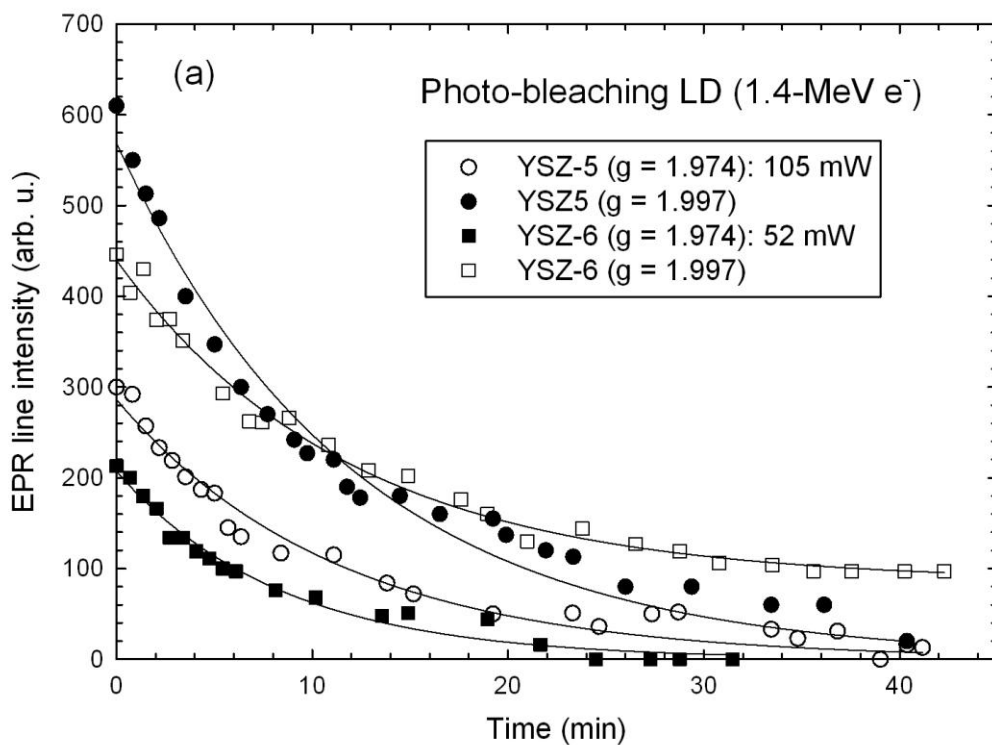 700
(a)
Photo-bleaching LD (1.4-MeV e⁻)
600
YSZ-5 (g = 1.974): 105 mW
YSZ5 (g = 1.997)
YSZ-6 (g = 1.974): 52 mW
YSZ-6 (g = 1.997)
500
400
300
200
100
0
EPR line intensity (arb. u.)
0 10 20 30 40
Time (min)